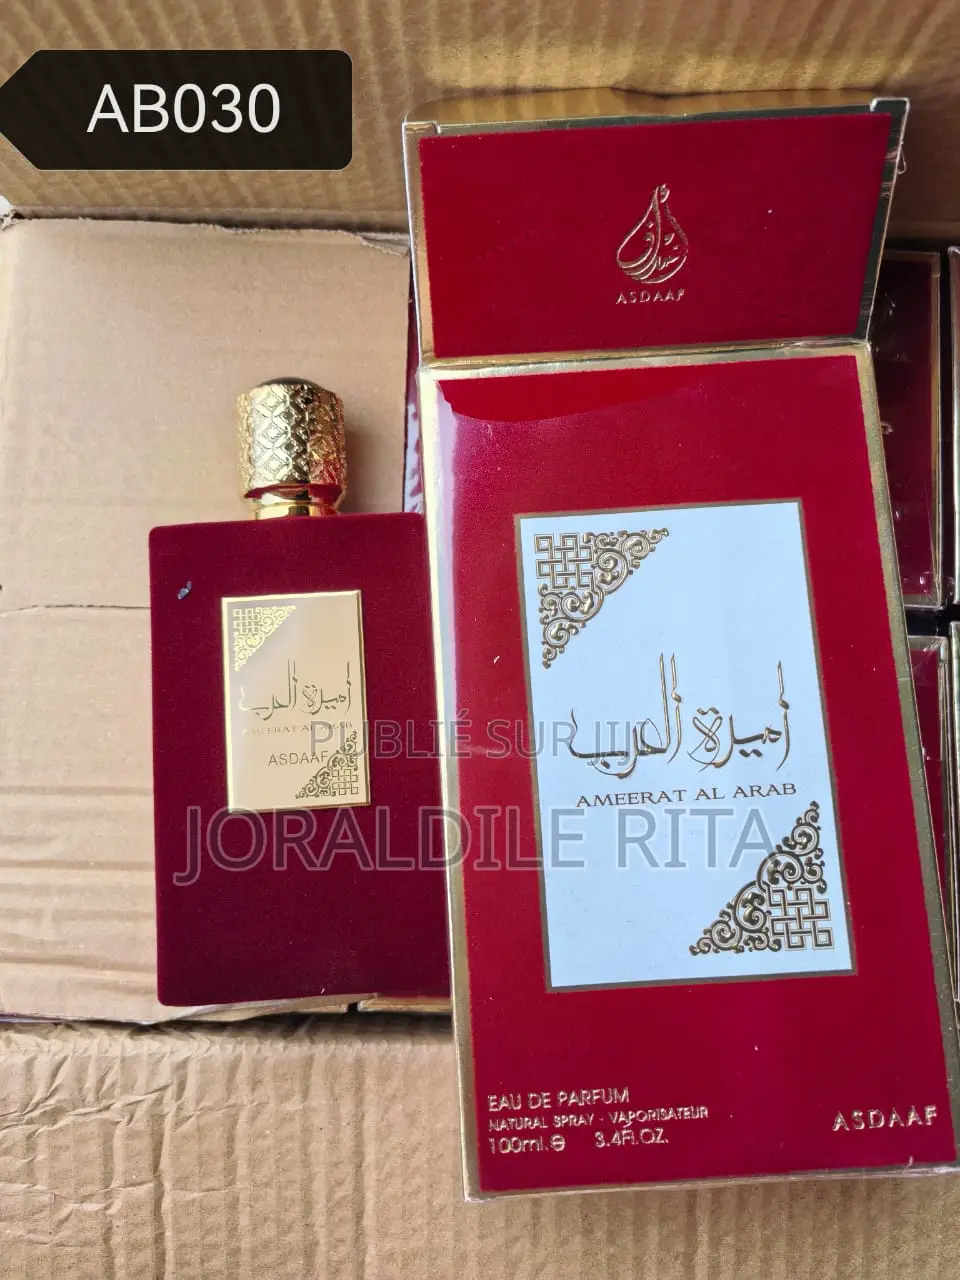 AB030
ASDAAF
أميرة العرب
AMEERAT AL ARAB
ASDAAF
أميرة العرب
AMEERAT AL ARAB
PUBLIÉ SUR JIJI
JORALDILE RITA
EAU DE PARFUM
NATURAL SPRAY - VAPORISATEUR
100ml. ℮ 3.4Fl.OZ.
ASDAAF